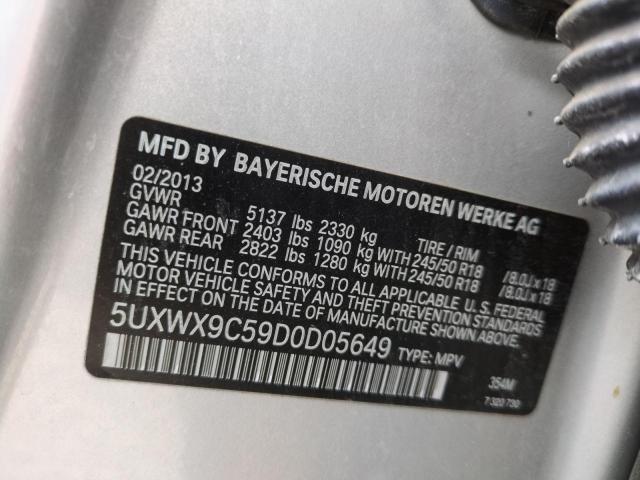 MFD BY BAYERISCHE MOTOREN WERKE AG
02/2013
GVWR 5137 lbs 2330 kg TIRE / RIM
GAWR FRONT 2403 lbs 1090 kg WITH 245/50 R18 /8.0J x 18
GAWR REAR 2822 lbs 1280 kg WITH 245/50 R18 /8.0J x 18
THIS VEHICLE CONFORMS TO ALL APPLICABLE U.S. FEDERAL
MOTOR VEHICLE SAFETY AND THEFT PREVENTION STANDARDS
IN EFFECT ON THE DATE OF MANUFACTURE SHOWN ABOVE.
5UXWX9C59D0D05649 TYPE: MPV
354M
7 320 730